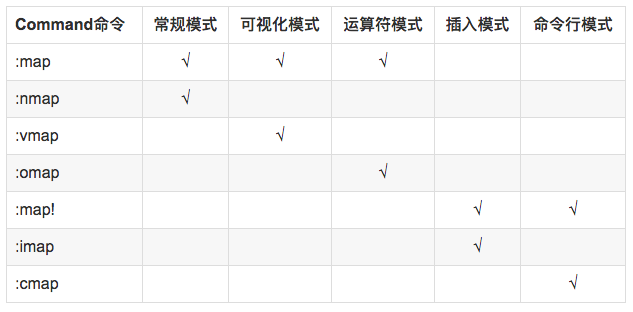 Command命令 常规模式 可视化模式 运算符模式 插入模式 命令行模式
:map √ √ √
:nmap √
:vmap √
:omap √
:map! √ √
:imap √
:cmap √